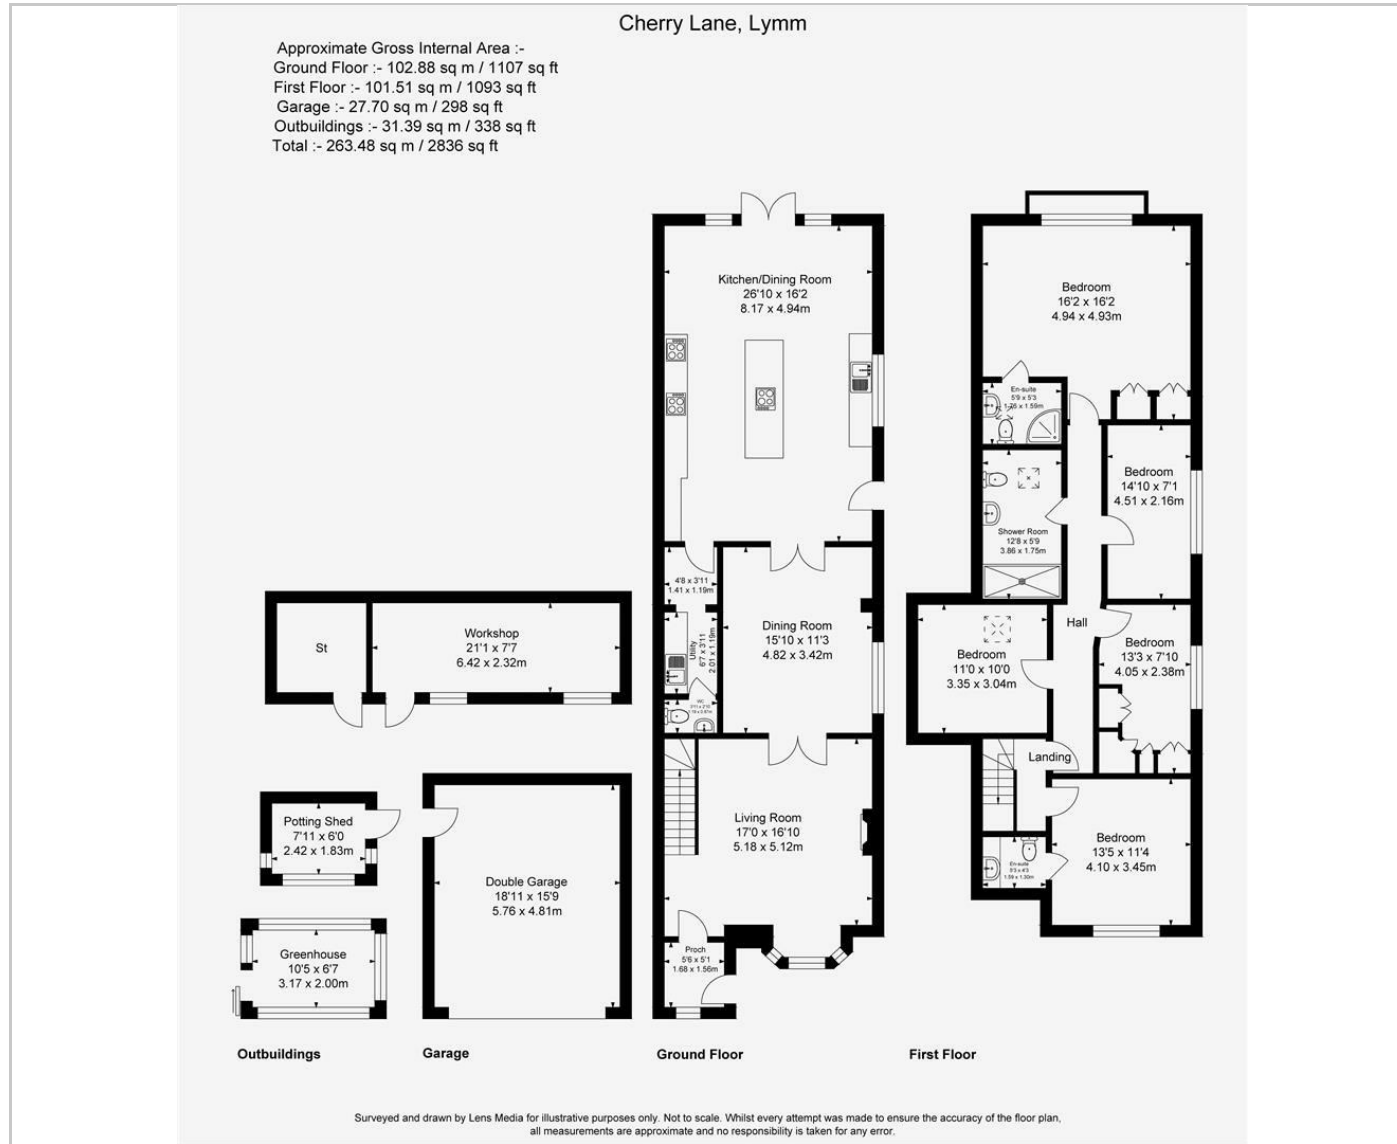 Cherry Lane, Lymm
Approximate Gross Internal Area :-
Ground Floor :- 102.88 sq m / 1107 sq ft
First Floor :- 101.51 sq m / 1093 sq ft
Garage :- 27.70 sq m / 298 sq ft
Outbuildings :- 31.39 sq m / 338 sq ft
Total :- 263.48 sq m / 2836 sq ft
St
Workshop
21'1 x 7'7
6.42 x 2.32m
Potting Shed
7'11 x 6'0
2.42 x 1.83m
Greenhouse
10'5 x 6'7
3.17 x 2.00m
Outbuildings
Double Garage
18'11 x 15'9
5.76 x 4.81m
Garage
Kitchen/Dining Room
26'10 x 16'2
8.17 x 4.94m
4'8 x 3'11
1.41 x 1.19m
Utility
6'7 x 3'11
2.01 x 1.19m
WC
Dining Room
15'10 x 11'3
4.82 x 3.42m
Living Room
17'0 x 16'10
5.18 x 5.12m
Proch
5'6 x 5'1
1.68 x 1.56m
Ground Floor
Bedroom
16'2 x 16'2
4.94 x 4.93m
En-suite
5'9 x 5'3
1.76 x 1.59m
Bedroom
14'10 x 7'1
4.51 x 2.16m
Shower Room
12'8 x 5'9
3.86 x 1.75m
Hall
Bedroom
11'0 x 10'0
3.35 x 3.04m
Bedroom
13'3 x 7'10
4.05 x 2.38m
Landing
Bedroom
13'5 x 11'4
4.10 x 3.45m
En-suite
5'3 x 4'3
1.59 x 1.30m
First Floor
Surveyed and drawn by Lens Media for illustrative purposes only. Not to scale. Whilst every attempt was made to ensure the accuracy of the floor plan,
all measurements are approximate and no responsibility is taken for any error.